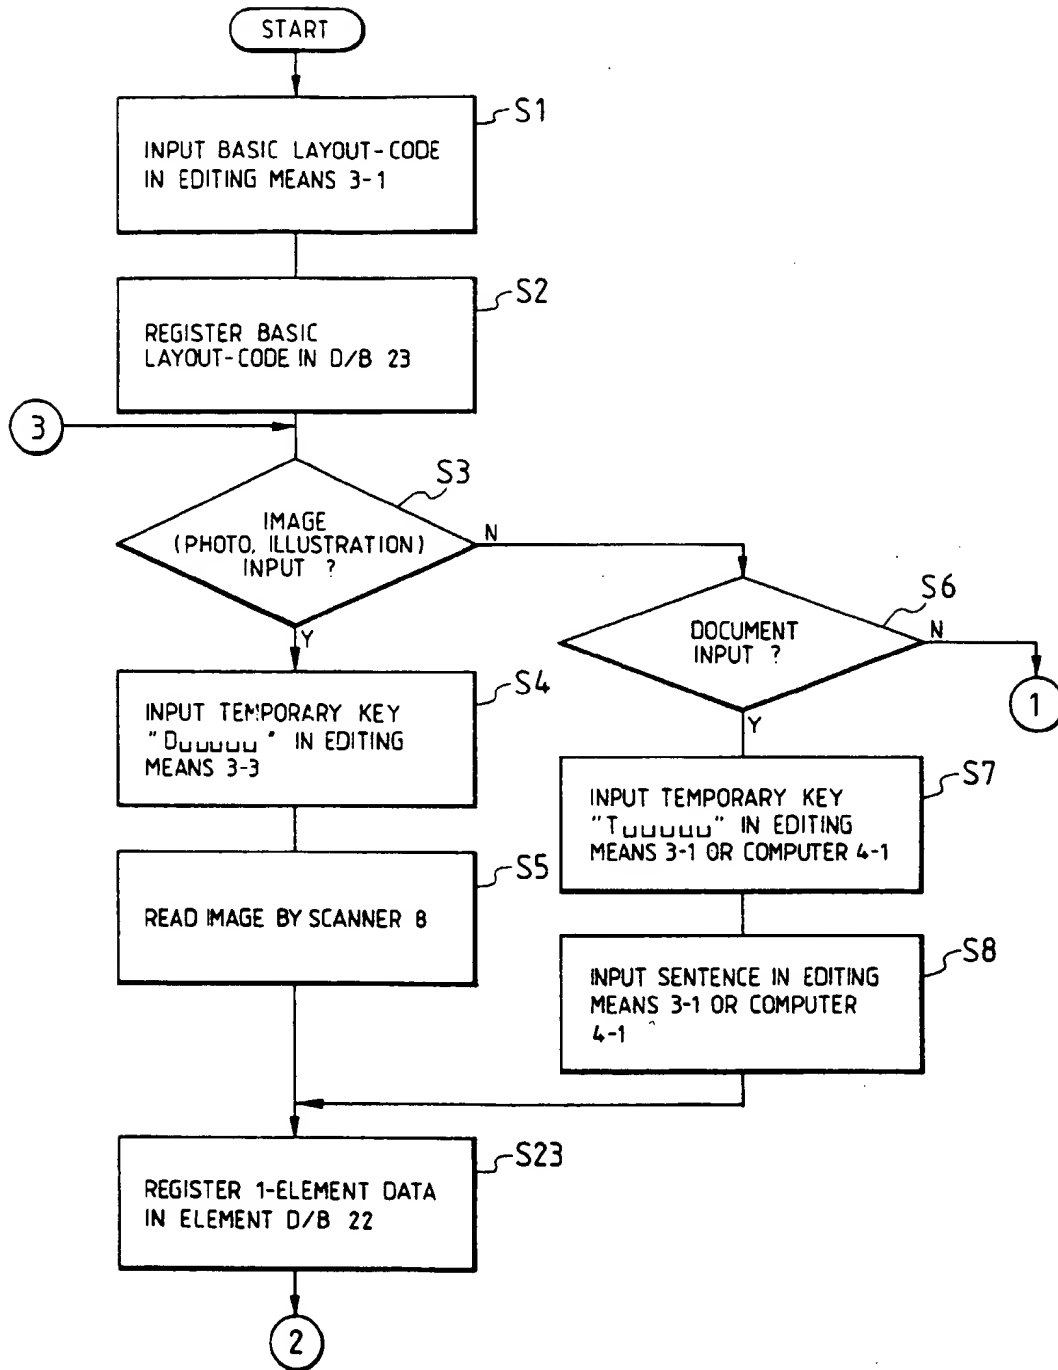 START
S1
INPUT BASIC LAYOUT-CODE
IN EDITING MEANS 3-1
S2
REGISTER BASIC
LAYOUT-CODE IN D/B 23
3
S3
IMAGE
(PHOTO, ILLUSTRATION)
INPUT ?
N
Y
S6
DOCUMENT
INPUT ?
N
1
Y
S4
INPUT TEMPORARY KEY
"D␣␣␣␣␣" IN EDITING
MEANS 3-3
S7
INPUT TEMPORARY KEY
"T␣␣␣␣␣" IN EDITING
MEANS 3-1 OR COMPUTER 4-1
S5
READ IMAGE BY SCANNER 8
S8
INPUT SENTENCE IN EDITING
MEANS 3-1 OR COMPUTER
4-1
S23
REGISTER 1-ELEMENT DATA
IN ELEMENT D/B 22
2